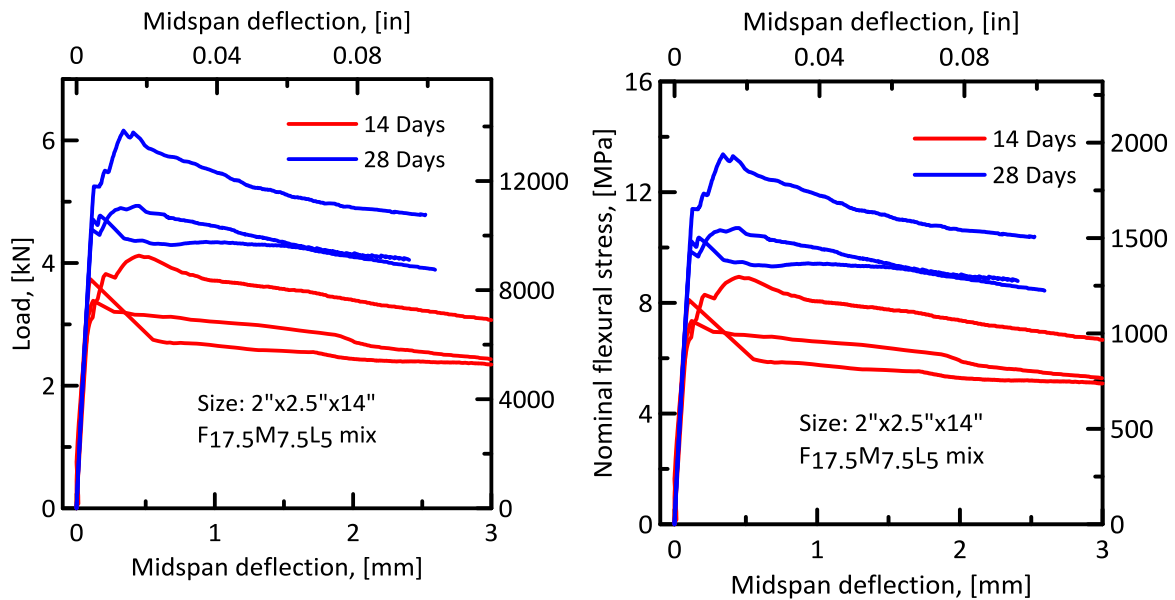 Midspan deflection, [in]
0 0.04 0.08
Load, [kN]
6
4
2
0
14 Days
28 Days
12000
8000
4000
0
Size: 2"x2.5"x14"
F17.5M7.5L5 mix
0 1 2 3
Midspan deflection, [mm]
Midspan deflection, [in]
0 0.04 0.08
Nominal flexural stress, [MPa]
16
12
8
4
0
14 Days
28 Days
2000
1500
1000
500
0
Size: 2"x2.5"x14"
F17.5M7.5L5 mix
0 1 2 3
Midspan deflection, [mm]